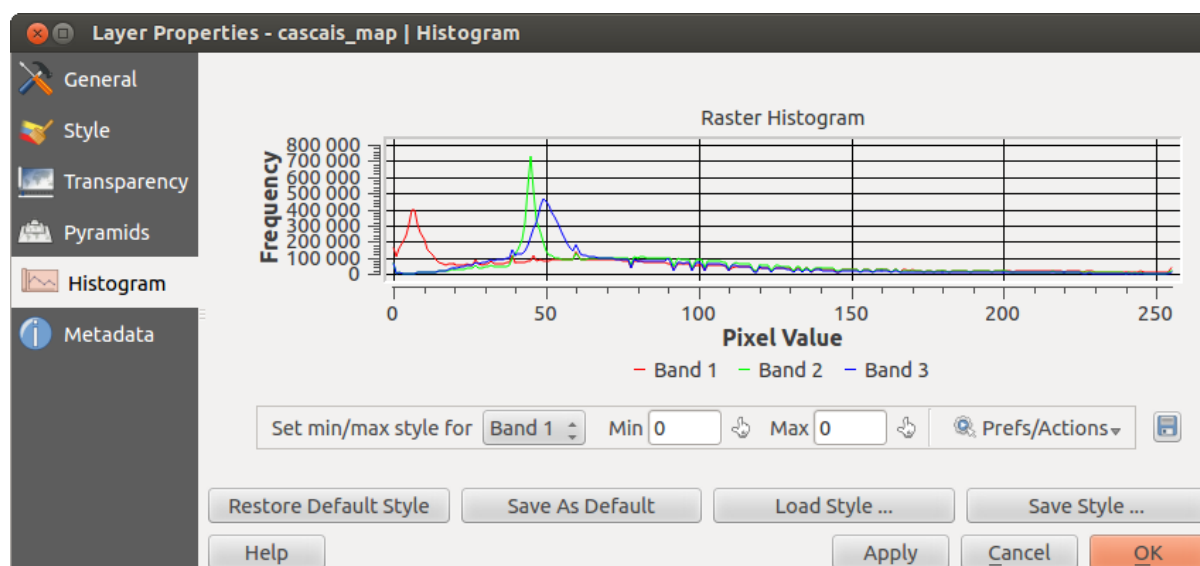 Layer Properties - cascais_map | Histogram
General
Style
Transparency
Pyramids
Histogram
Metadata
Raster Histogram
Frequency
800 000
700 000
600 000
500 000
400 000
300 000
200 000
100 000
0
0 50 100 150 200 250
Pixel Value
Band 1 Band 2 Band 3
Set min/max style for Band 1 Min 0 Max 0 Prefs/Actions
Restore Default Style Save As Default Load Style ... Save Style ...
Help Apply Cancel OK